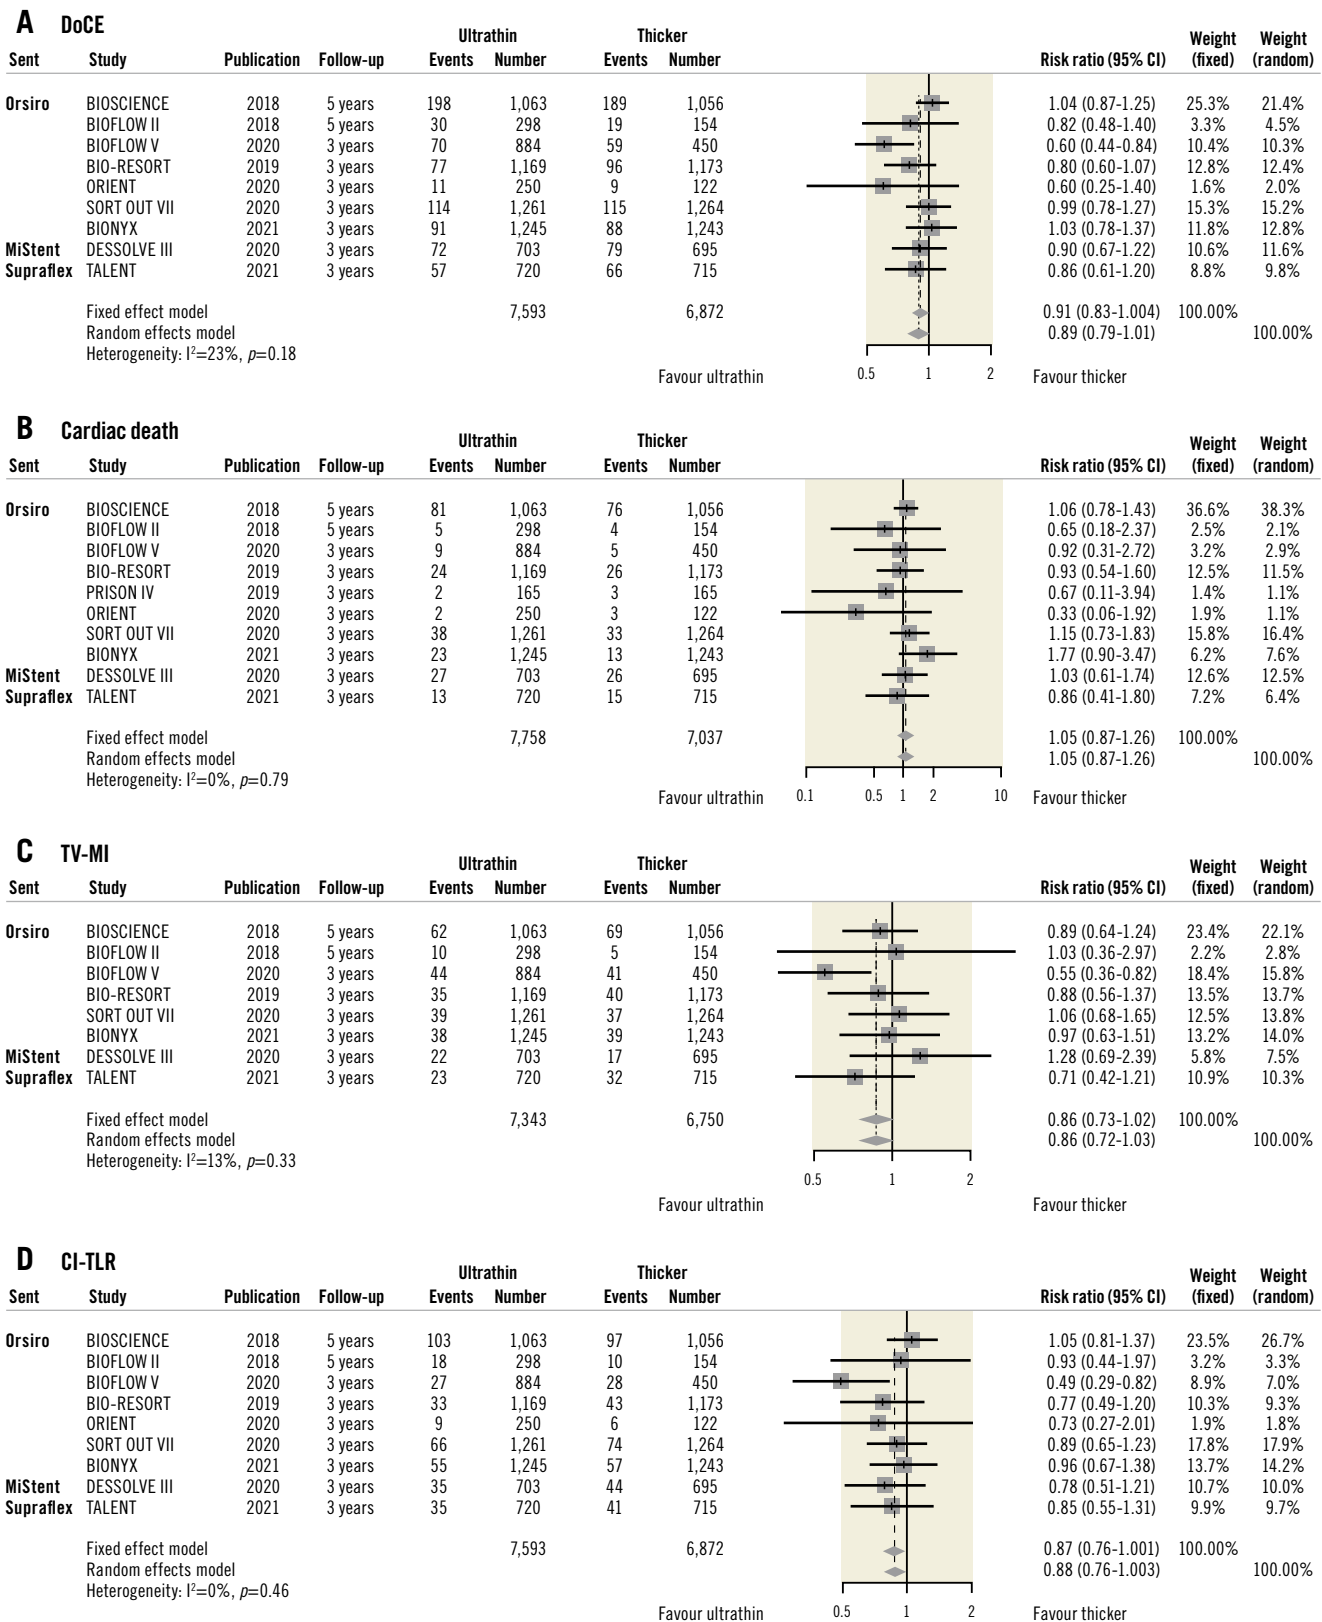 A DoCE
Ultrathin Thicker Weight Weight
Sent Study Publication Follow-up Events Number Events Number Risk ratio (95% CI) (fixed) (random)
Orsiro BIOSCIENCE 2018 5 years 198 1,063 189 1,056 1.04 (0.87-1.25) 25.3% 21.4%
BIOFLOW II 2018 5 years 30 298 19 154 0.82 (0.48-1.40) 3.3% 4.5%
BIOFLOW V 2020 3 years 70 884 59 450 0.60 (0.44-0.84) 10.4% 10.3%
BIO-RESORT 2019 3 years 77 1,169 96 1,173 0.80 (0.60-1.07) 12.8% 12.4%
ORIENT 2020 3 years 11 250 9 122 0.60 (0.25-1.40) 1.6% 2.0%
SORT OUT VII 2020 3 years 114 1,261 115 1,264 0.99 (0.78-1.27) 15.3% 15.2%
BIONYX 2021 3 years 91 1,245 88 1,243 1.03 (0.78-1.37) 11.8% 12.8%
MiStent DESSOLVE III 2020 3 years 72 703 79 695 0.90 (0.67-1.22) 10.6% 11.6%
Supraflex TALENT 2021 3 years 57 720 66 715 0.86 (0.61-1.20) 8.8% 9.8%
Fixed effect model 7,593 6,872 0.91 (0.83-1.004) 100.00%
Random effects model 0.89 (0.79-1.01) 100.00%
Heterogeneity: I²=23%, p=0.18
0.5 1 2
Favour ultrathin Favour thicker
B Cardiac death
Ultrathin Thicker Weight Weight
Sent Study Publication Follow-up Events Number Events Number Risk ratio (95% CI) (fixed) (random)
Orsiro BIOSCIENCE 2018 5 years 81 1,063 76 1,056 1.06 (0.78-1.43) 36.6% 38.3%
BIOFLOW II 2018 5 years 5 298 4 154 0.65 (0.18-2.37) 2.5% 2.1%
BIOFLOW V 2020 3 years 9 884 5 450 0.92 (0.31-2.72) 3.2% 2.9%
BIO-RESORT 2019 3 years 24 1,169 26 1,173 0.93 (0.54-1.60) 12.5% 11.5%
PRISON IV 2019 3 years 2 165 3 165 0.67 (0.11-3.94) 1.4% 1.1%
ORIENT 2020 3 years 2 250 3 122 0.33 (0.06-1.92) 1.9% 1.1%
SORT OUT VII 2020 3 years 38 1,261 33 1,264 1.15 (0.73-1.83) 15.8% 16.4%
BIONYX 2021 3 years 23 1,245 13 1,243 1.77 (0.90-3.47) 6.2% 7.6%
MiStent DESSOLVE III 2020 3 years 27 703 26 695 1.03 (0.61-1.74) 12.6% 12.5%
Supraflex TALENT 2021 3 years 13 720 15 715 0.86 (0.41-1.80) 7.2% 6.4%
Fixed effect model 7,758 7,037 1.05 (0.87-1.26) 100.00%
Random effects model 1.05 (0.87-1.26) 100.00%
Heterogeneity: I²=0%, p=0.79
0.1 0.5 1 2 10
Favour ultrathin Favour thicker
C TV-MI
Ultrathin Thicker Weight Weight
Sent Study Publication Follow-up Events Number Events Number Risk ratio (95% CI) (fixed) (random)
Orsiro BIOSCIENCE 2018 5 years 62 1,063 69 1,056 0.89 (0.64-1.24) 23.4% 22.1%
BIOFLOW II 2018 5 years 10 298 5 154 1.03 (0.36-2.97) 2.2% 2.8%
BIOFLOW V 2020 3 years 44 884 41 450 0.55 (0.36-0.82) 18.4% 15.8%
BIO-RESORT 2019 3 years 35 1,169 40 1,173 0.88 (0.56-1.37) 13.5% 13.7%
SORT OUT VII 2020 3 years 39 1,261 37 1,264 1.06 (0.68-1.65) 12.5% 13.8%
BIONYX 2021 3 years 38 1,245 39 1,243 0.97 (0.63-1.51) 13.2% 14.0%
MiStent DESSOLVE III 2020 3 years 22 703 17 695 1.28 (0.69-2.39) 5.8% 7.5%
Supraflex TALENT 2021 3 years 23 720 32 715 0.71 (0.42-1.21) 10.9% 10.3%
Fixed effect model 7,343 6,750 0.86 (0.73-1.02) 100.00%
Random effects model 0.86 (0.72-1.03) 100.00%
Heterogeneity: I²=13%, p=0.33
0.5 1 2
Favour ultrathin Favour thicker
D CI-TLR
Ultrathin Thicker Weight Weight
Sent Study Publication Follow-up Events Number Events Number Risk ratio (95% CI) (fixed) (random)
Orsiro BIOSCIENCE 2018 5 years 103 1,063 97 1,056 1.05 (0.81-1.37) 23.5% 26.7%
BIOFLOW II 2018 5 years 18 298 10 154 0.93 (0.44-1.97) 3.2% 3.3%
BIOFLOW V 2020 3 years 27 884 28 450 0.49 (0.29-0.82) 8.9% 7.0%
BIO-RESORT 2019 3 years 33 1,169 43 1,173 0.77 (0.49-1.20) 10.3% 9.3%
ORIENT 2020 3 years 9 250 6 122 0.73 (0.27-2.01) 1.9% 1.8%
SORT OUT VII 2020 3 years 66 1,261 74 1,264 0.89 (0.65-1.23) 17.8% 17.9%
BIONYX 2021 3 years 55 1,245 57 1,243 0.96 (0.67-1.38) 13.7% 14.2%
MiStent DESSOLVE III 2020 3 years 35 703 44 695 0.78 (0.51-1.21) 10.7% 10.0%
Supraflex TALENT 2021 3 years 35 720 41 715 0.85 (0.55-1.31) 9.9% 9.7%
Fixed effect model 7,593 6,872 0.87 (0.76-1.001) 100.00%
Random effects model 0.88 (0.76-1.003) 100.00%
Heterogeneity: I²=0%, p=0.46
0.5 1 2
Favour ultrathin Favour thicker